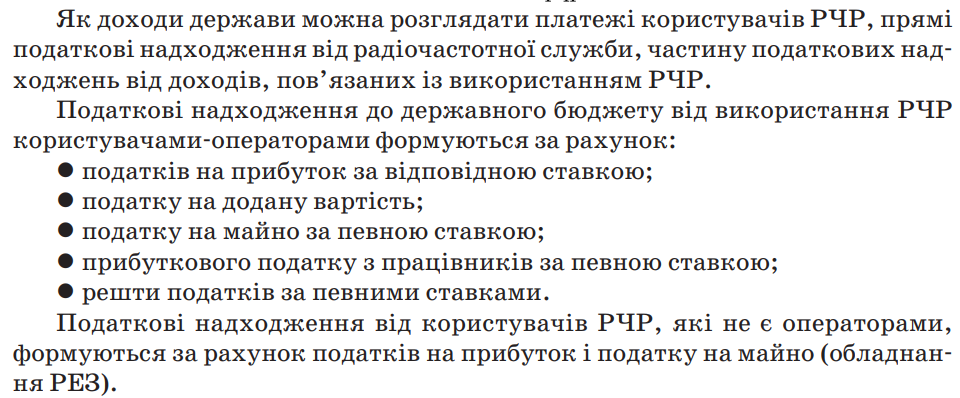 Як доходи держави можна розглядати платежі користувачів РЧР, прямі
податкові надходження від радіочастотної служби, частину податкових над-
ходжень від доходів, пов’язаних із використанням РЧР.
Податкові надходження до державного бюджету від використання РЧР
користувачами-операторами формуються за рахунок:
● податків на прибуток за відповідною ставкою;
● податку на додану вартість;
● податку на майно за певною ставкою;
● прибуткового податку з працівників за певною ставкою;
● решти податків за певними ставками.
Податкові надходження від користувачів РЧР, які не є операторами,
формуються за рахунок податків на прибуток і податку на майно (обладнан-
ня РЕЗ).